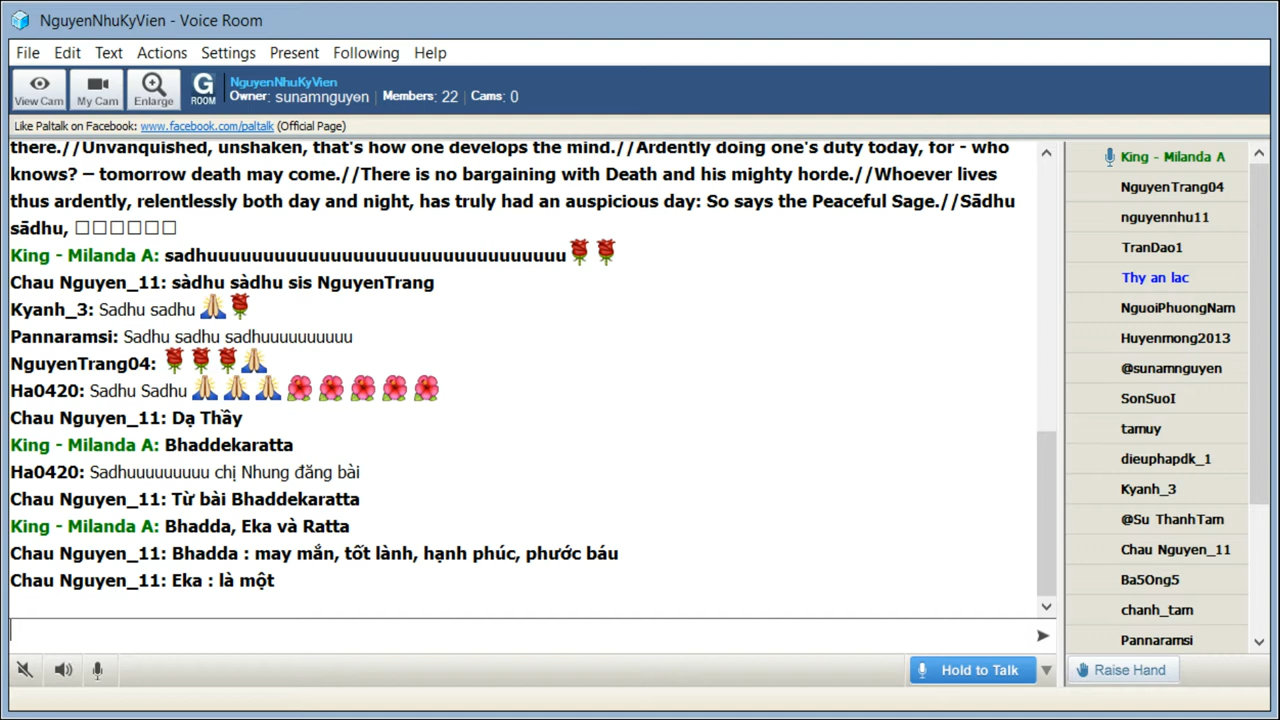 NguyenNhuKyVien - Voice Room
File Edit Text Actions Settings Present Following Help
View Cam My Cam Enlarge G ROOM
NguyenNhuKyVien
Owner: sunamnguyen | Members: 22 | Cams: 0
Like Paltalk on Facebook: www.facebook.com/paltalk (Official Page)
there.//Unvanquished, unshaken, that's how one develops the mind.//Ardently doing one's duty today, for - who
knows? – tomorrow death may come.//There is no bargaining with Death and his mighty horde.//Whoever lives
thus ardently, relentlessly both day and night, has truly had an auspicious day: So says the Peaceful Sage.//Sādhu
sādhu, □□□□□□
King - Milanda A: sadhuuuuuuuuuuuuuuuuuuuuuuuuuuuuuuuuu🌹🌹
Chau Nguyen_11: sàdhu sàdhu sis NguyenTrang
Kyanh_3: Sadhu sadhu 🙏🌹
Pannaramsi: Sadhu sadhu sadhuuuuuuuuuu
NguyenTrang04: 🌹🌹🌹🙏
Ha0420: Sadhu Sadhu 🙏🙏🙏🌺🌺🌺🌺🌺
Chau Nguyen_11: Dạ Thầy
King - Milanda A: Bhaddekaratta
Ha0420: Sadhuuuuuuuuu chị Nhung đăng bài
Chau Nguyen_11: Từ bài Bhaddekaratta
King - Milanda A: Bhadda, Eka và Ratta
Chau Nguyen_11: Bhadda : may mắn, tốt lành, hạnh phúc, phước báu
Chau Nguyen_11: Eka : là một
King - Milanda A
NguyenTrang04
nguyennhu11
TranDao1
Thy an lac
NguoiPhuongNam
Huyenmong2013
@sunamnguyen
SonSuoI
tamuy
dieuphapdk_1
Kyanh_3
@Su ThanhTam
Chau Nguyen_11
Ba5Ong5
chanh_tam
Pannaramsi
Hold to Talk
Raise Hand